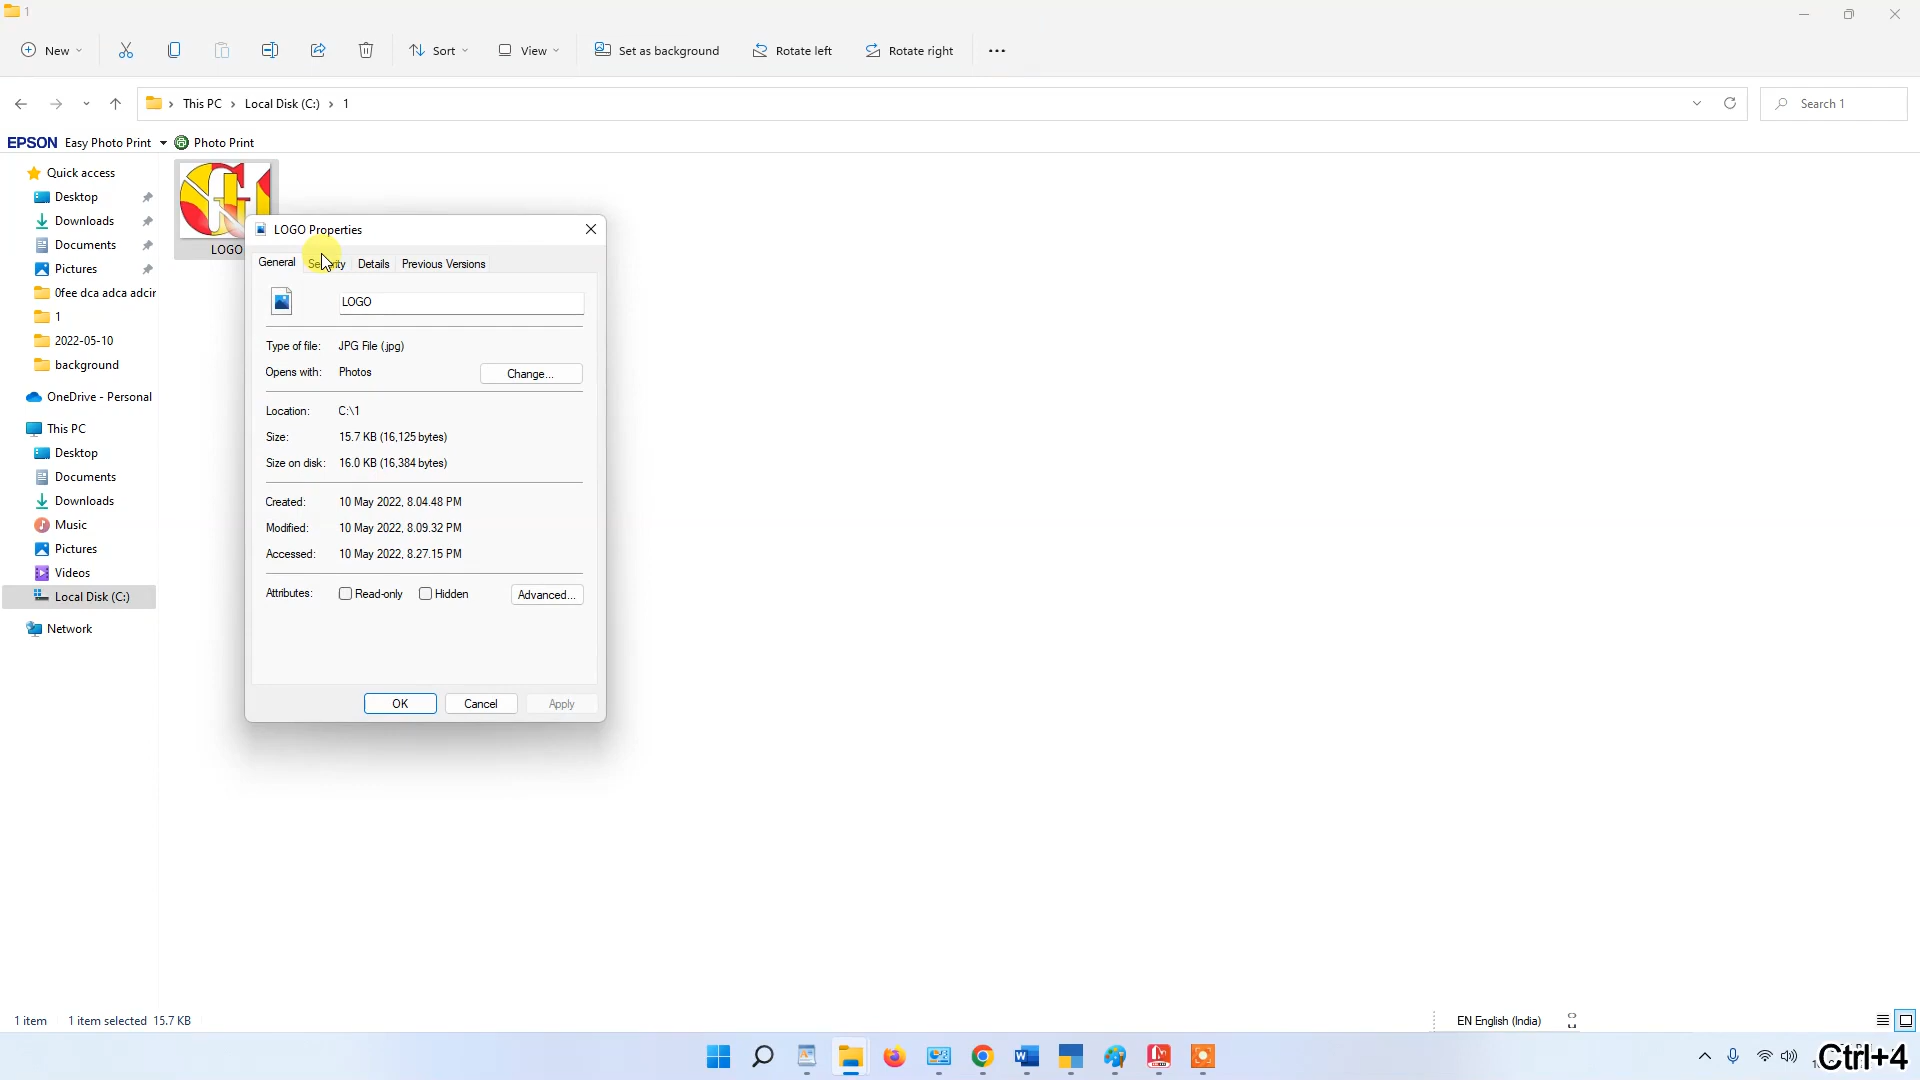 1
New
Sort
View
Set as background
Rotate left
Rotate right
This PC
Local Disk (C:)
1
Search 1
EPSON Easy Photo Print
Photo Print
Quick access
Desktop
Downloads
Documents
Pictures
0fee dca adca adcir
1
2022-05-10
background
OneDrive - Personal
This PC
Desktop
Documents
Downloads
Music
Pictures
Videos
Local Disk (C:)
Network
LOGO
LOGO Properties
General
Security
Details
Previous Versions
LOGO
Type of file: JPG File (.jpg)
Opens with: Photos
Change...
Location: C:\1
Size: 15.7 KB (16,125 bytes)
Size on disk: 16.0 KB (16,384 bytes)
Created: 10 May 2022, 8.04.48 PM
Modified: 10 May 2022, 8.09.32 PM
Accessed: 10 May 2022, 8.27.15 PM
Attributes: Read-only Hidden
Advanced...
OK
Cancel
Apply
1 item
1 item selected 15.7 KB
EN English (India)
Ctrl+4